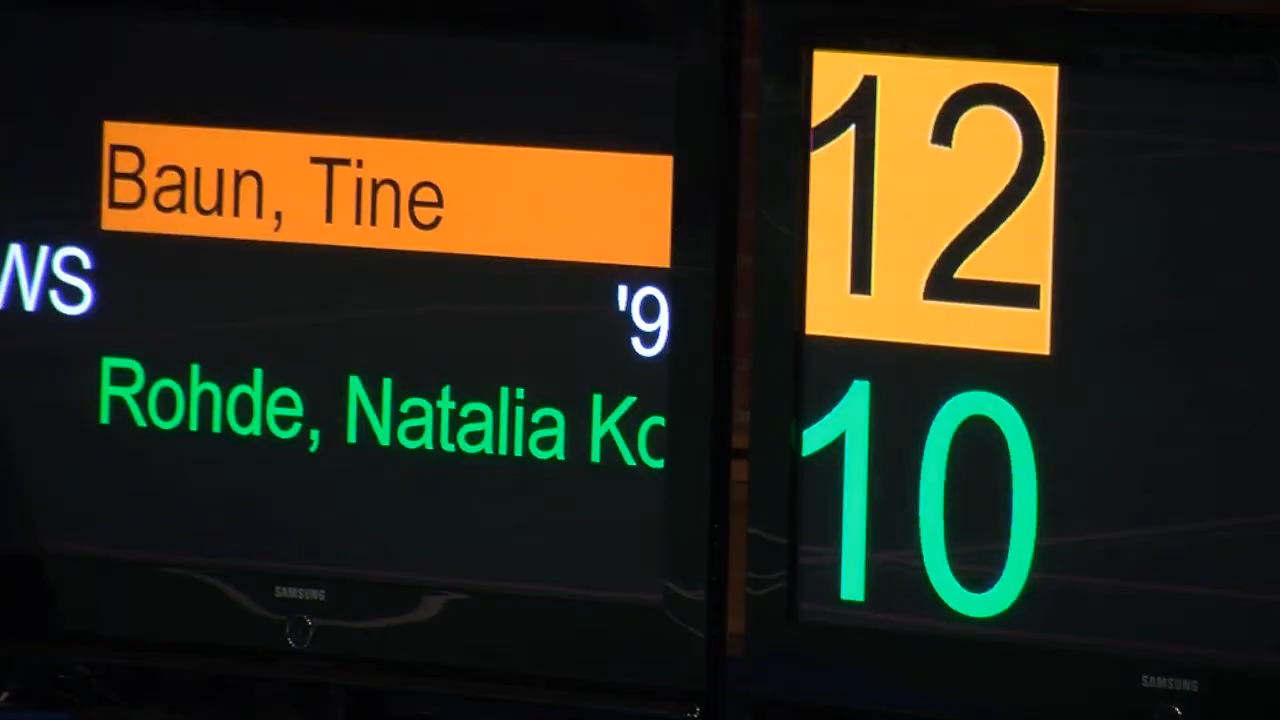 Baun, Tine
12
WS
'9
Rohde, Natalia Ko
10
SAMSUNG
SAMSUNG